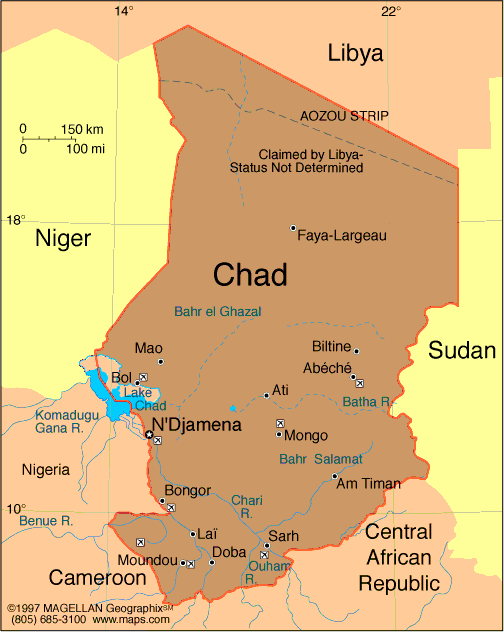 14°
22°
Libya
0 150 km
0 100 mi
AOZOU STRIP
Claimed by Libya-
Status Not Determined
18°
Niger
Faya-Largeau
Chad
Bahr el Ghazal
Mao
Biltine
Sudan
Bol
Abéché
Lake
Chad
Ati
Batha R.
Komadugu
Gana R.
N'Djamena
Mongo
Nigeria
Bahr Salamat
Am Timan
Bongor
Chari
R.
10°
Benue R.
Laï
Sarh
Central
African
Republic
Moundou
Doba
Ouham
R.
Cameroon
©1997 MAGELLAN Geographix℠
(805) 685-3100 www.maps.com